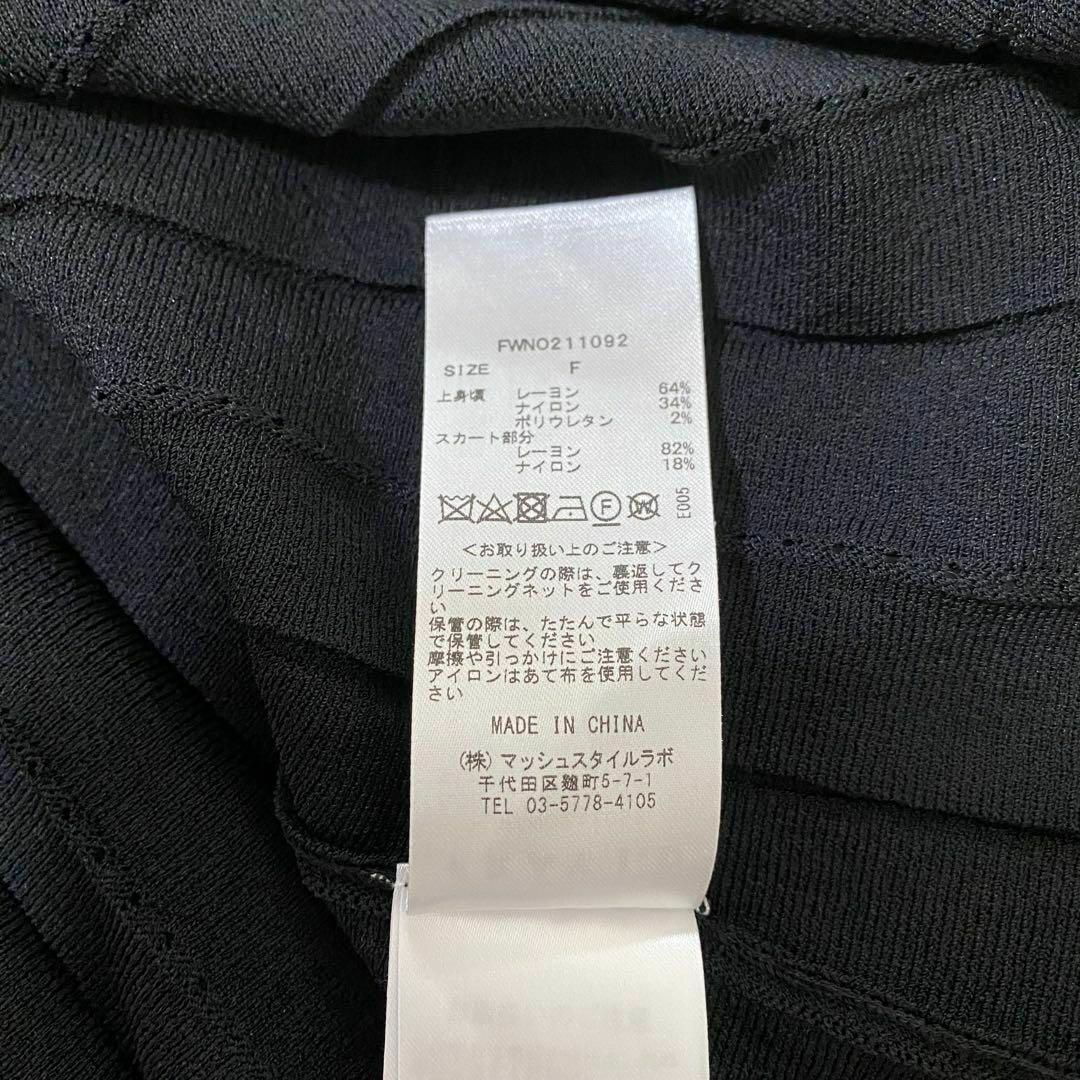 FWNO211092
SIZE F
上身頃 レーヨン 64%
ナイロン 34%
ポリウレタン 2%
スカート部分
レーヨン 82%
ナイロン 18%
F W E005
＜お取り扱い上のご注意＞
クリーニングの際は、裏返してク
リーニングネットをご使用くださ
い
保管の際は、たたんで平らな状態
で保管してください
摩擦や引っかけにご注意ください
アイロンはあて布を使用してくだ
さい
MADE IN CHINA
(株)マッシュスタイルラボ
千代田区麹町5-7-1
TEL 03-5778-4105